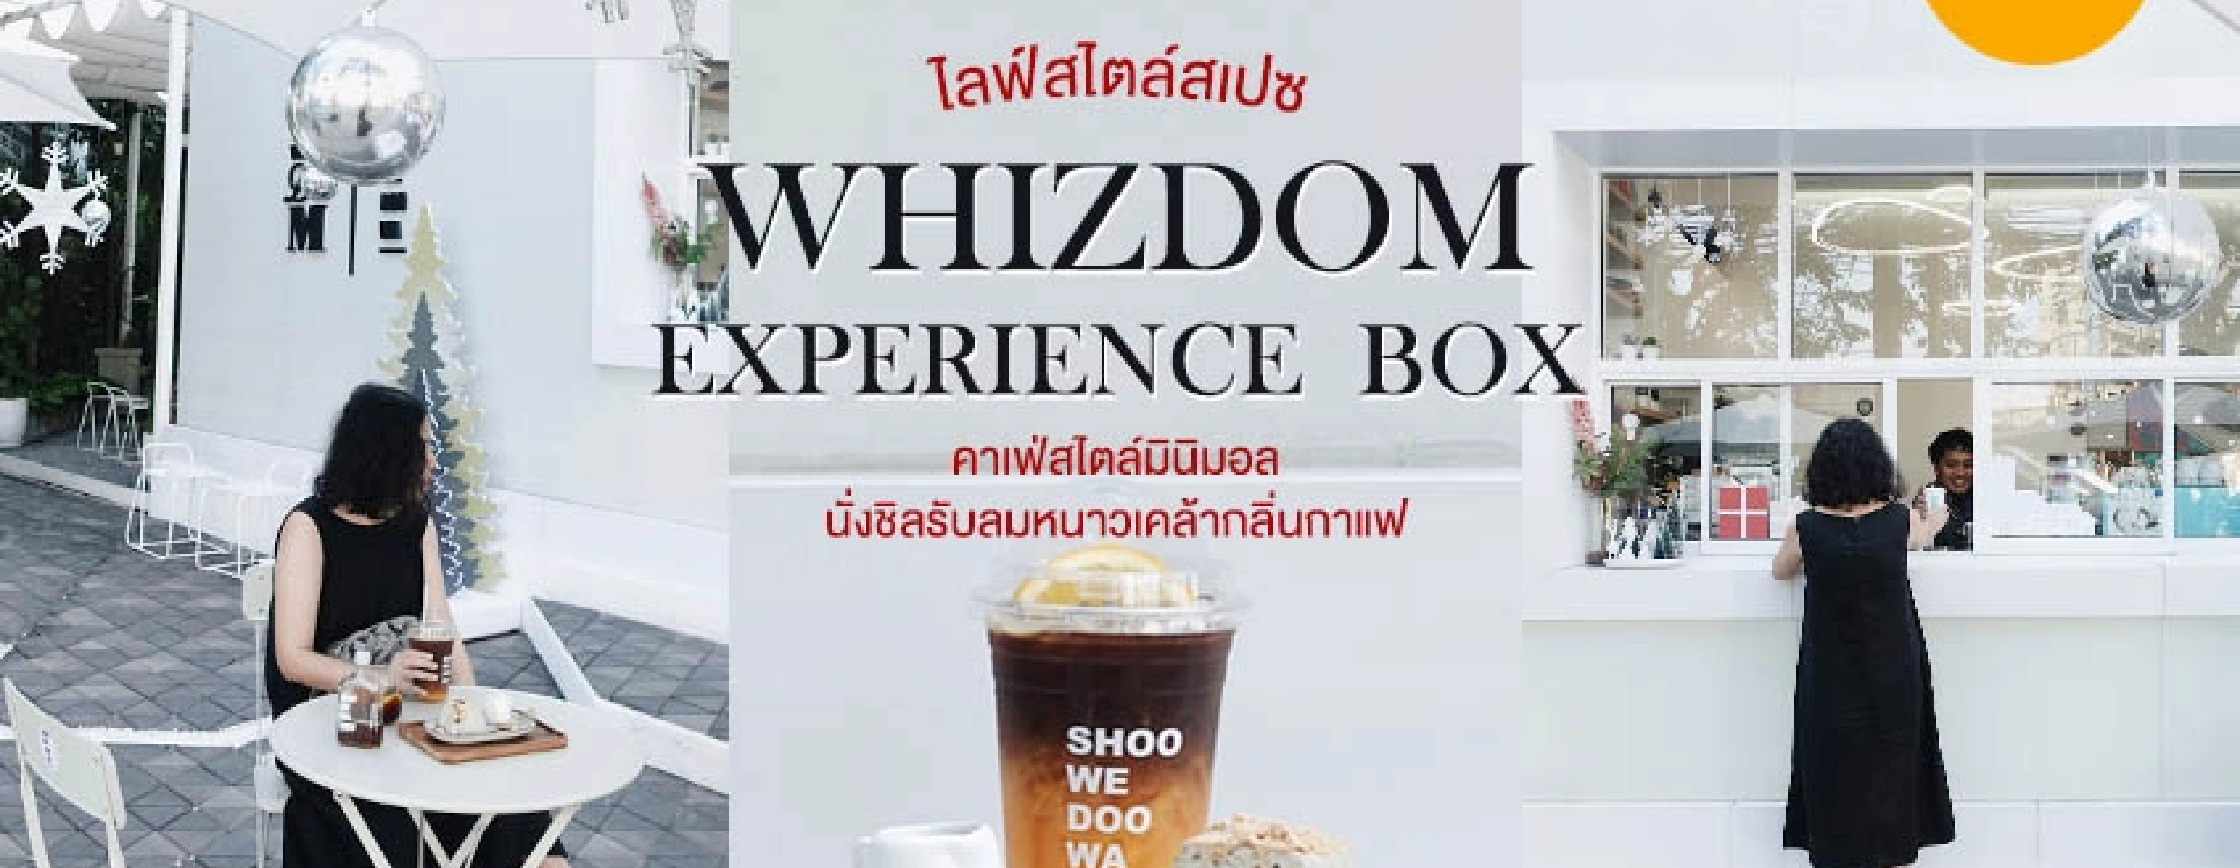 ไลฟ์สไตล์สเปซ
WHIZDOM
EXPERIENCE BOX
คาเฟ่สไตล์มินิมอล
นั่งชิลรับลมหนาวเคล้ากลิ่นกาแฟ
SHOO
WE
DOO
WA
M